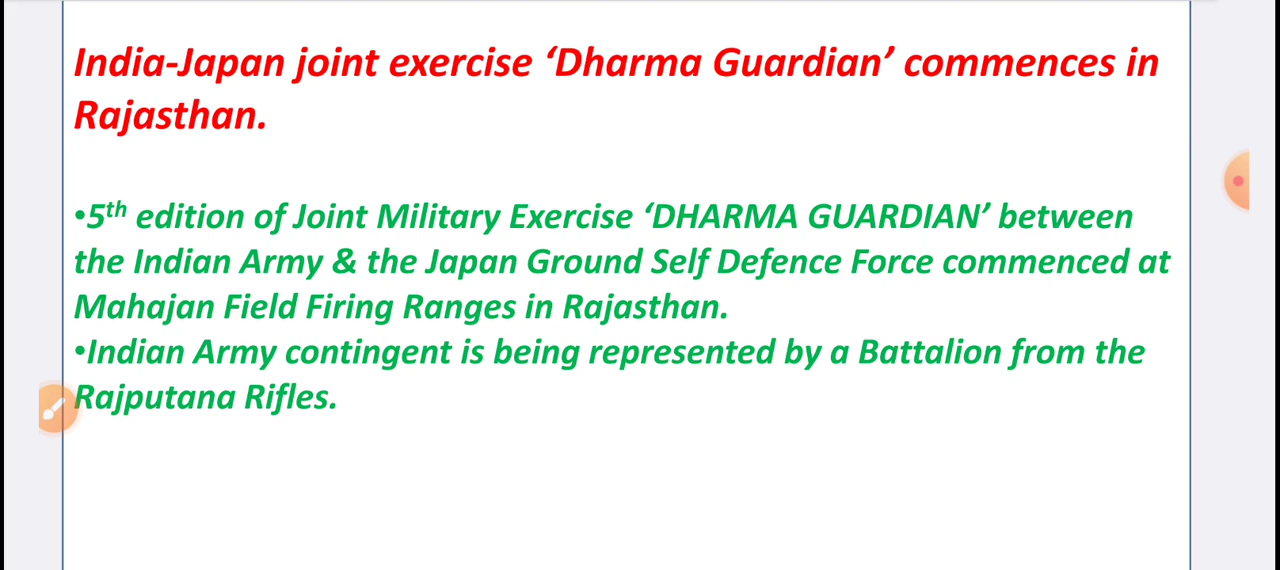 India-Japan joint exercise ‘Dharma Guardian’ commences in
Rajasthan.
•5th edition of Joint Military Exercise ‘DHARMA GUARDIAN’ between
the Indian Army & the Japan Ground Self Defence Force commenced at
Mahajan Field Firing Ranges in Rajasthan.
•Indian Army contingent is being represented by a Battalion from the
Rajputana Rifles.